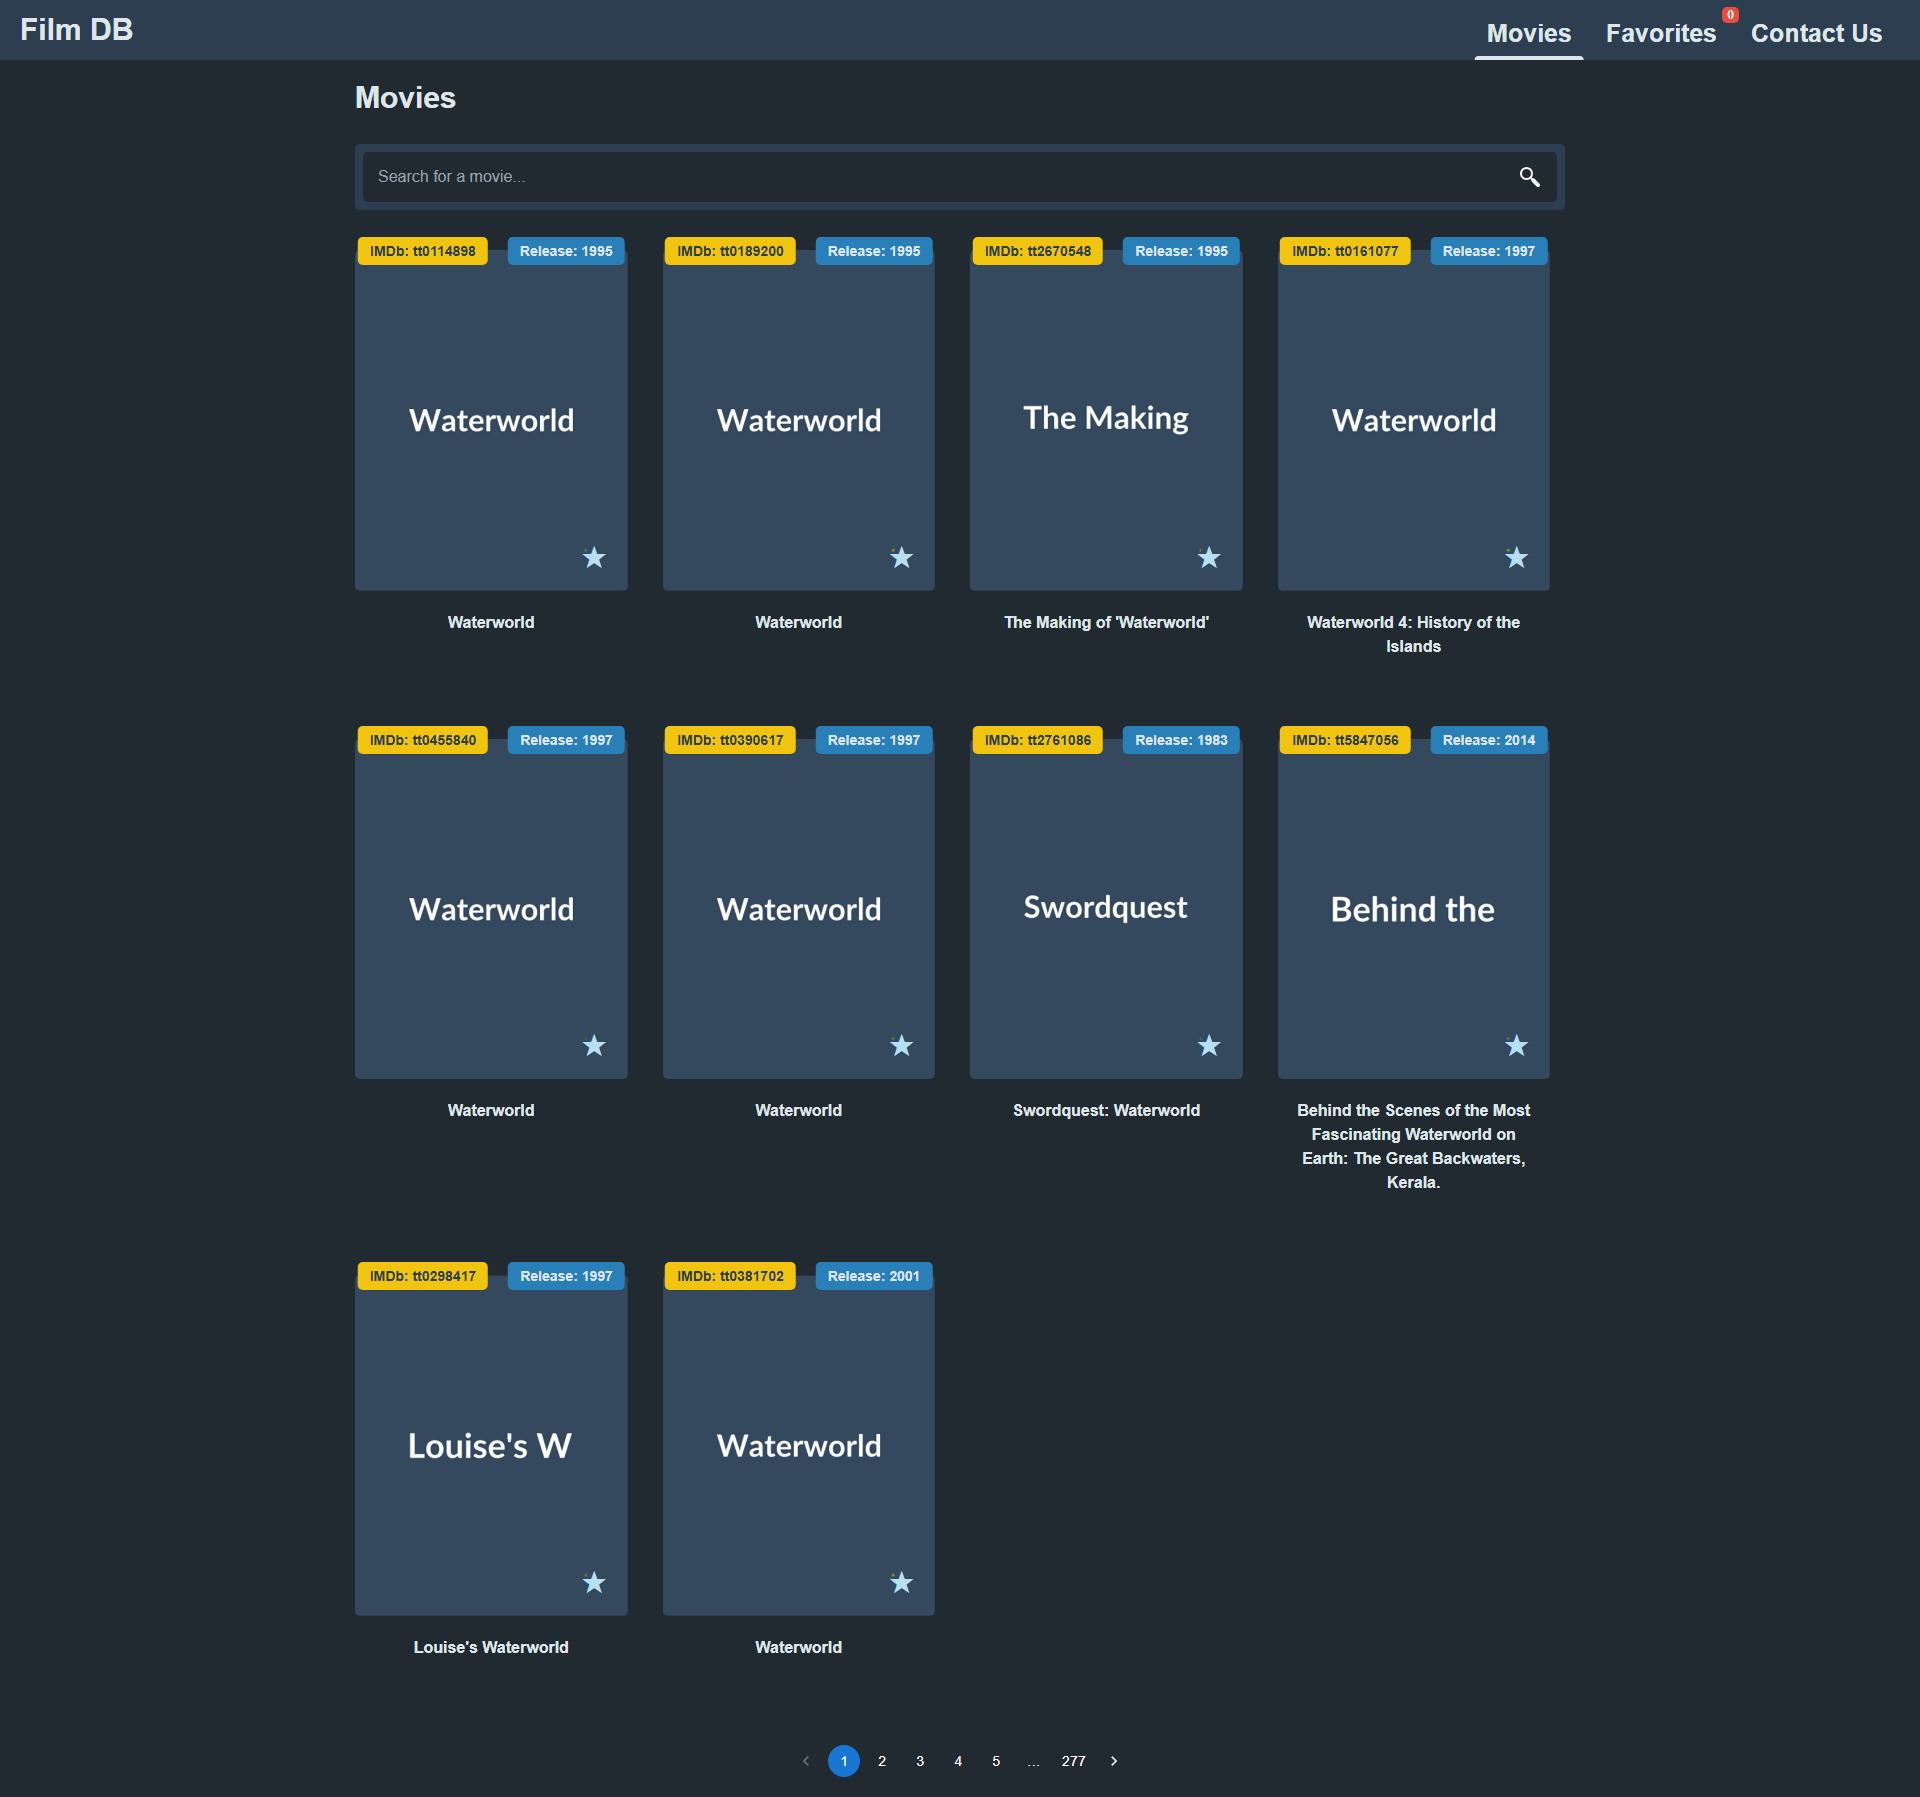 Film DB
Movies
Favorites
0
Contact Us
Movies
Search for a movie...
IMDb: tt0114898
Release: 1995
Waterworld
Waterworld
IMDb: tt0189200
Release: 1995
Waterworld
Waterworld
IMDb: tt2670548
Release: 1995
The Making
The Making of 'Waterworld'
IMDb: tt0161077
Release: 1997
Waterworld
Waterworld 4: History of the
Islands
IMDb: tt0455840
Release: 1997
Waterworld
Waterworld
IMDb: tt0390617
Release: 1997
Waterworld
Waterworld
IMDb: tt2761086
Release: 1983
Swordquest
Swordquest: Waterworld
IMDb: tt5847056
Release: 2014
Behind the
Behind the Scenes of the Most
Fascinating Waterworld on
Earth: The Great Backwaters,
Kerala.
IMDb: tt0298417
Release: 1997
Louise's W
Louise's Waterworld
IMDb: tt0381702
Release: 2001
Waterworld
Waterworld
1 2 3 4 5 ... 277